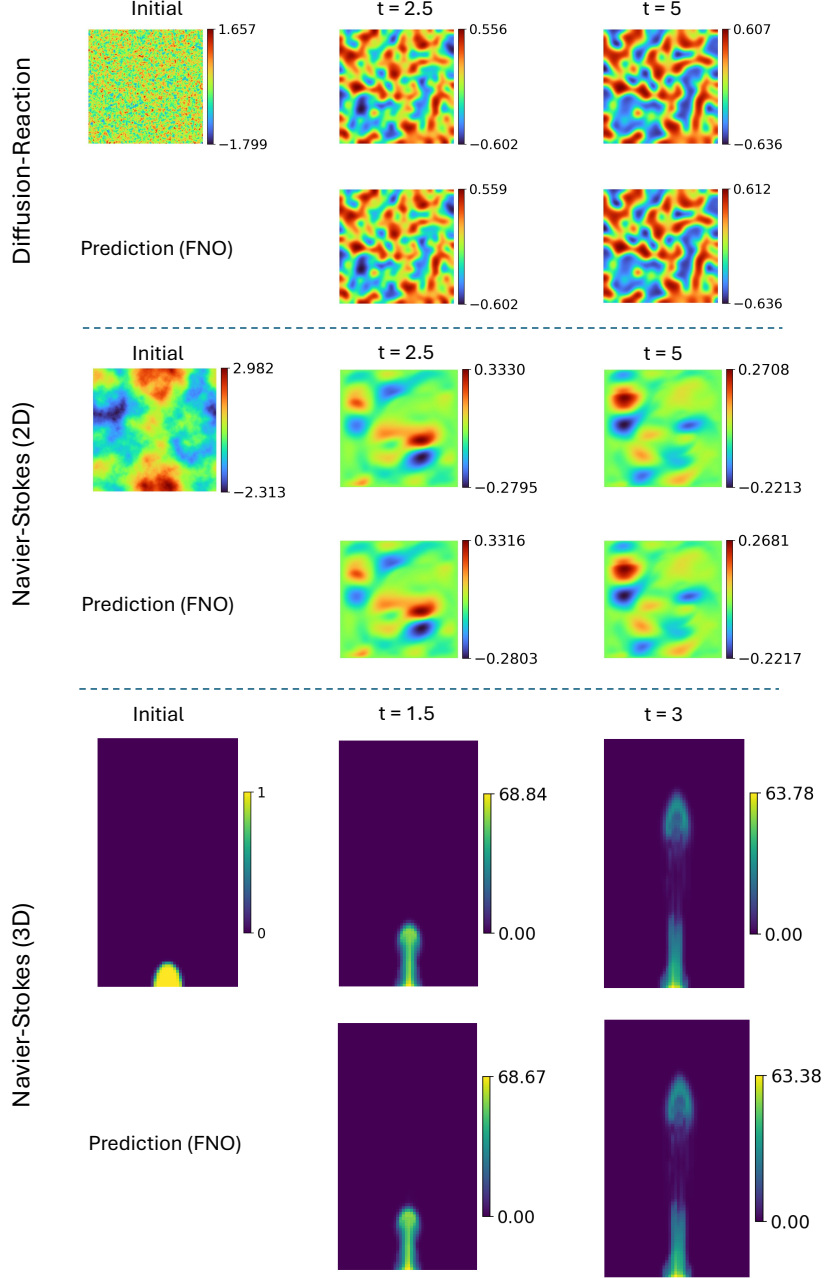 Initial
t = 2.5
t = 5
1.657
−1.799
0.556
−0.602
0.607
−0.636
Diffusion-Reaction
Prediction (FNO)
0.559
−0.602
0.612
−0.636
Initial
t = 2.5
t = 5
2.982
−2.313
0.3330
−0.2795
0.2708
−0.2213
Navier-Stokes (2D)
Prediction (FNO)
0.3316
−0.2803
0.2681
−0.2217
Initial
t = 1.5
t = 3
1
0
68.84
0.00
63.78
0.00
Navier-Stokes (3D)
Prediction (FNO)
68.67
0.00
63.38
0.00